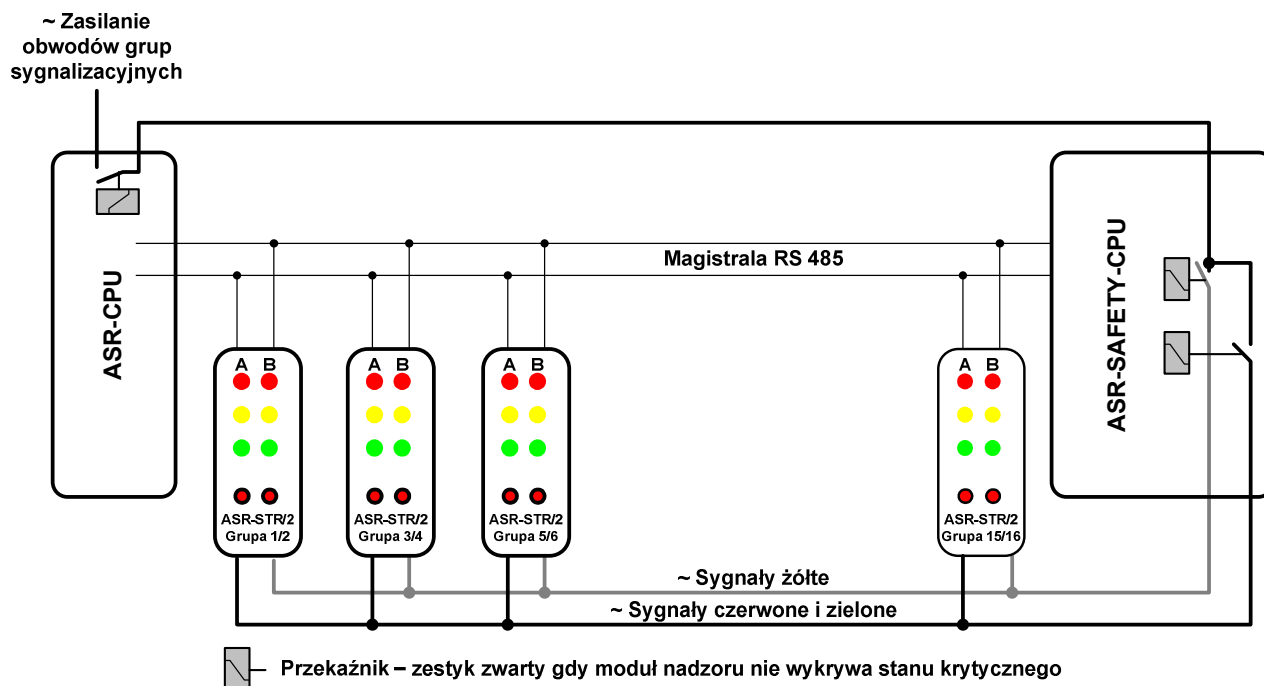 ~ Zasilanie
obwodów grup
sygnalizacyjnych
ASR-CPU
Magistrala RS 485
ASR-SAFETY-CPU
A B
ASR-STR/2
Grupa 1/2
A B
ASR-STR/2
Grupa 3/4
A B
ASR-STR/2
Grupa 5/6
A B
ASR-STR/2
Grupa 15/16
~ Sygnały żółte
~ Sygnały czerwone i zielone
Przekaźnik – zestyk zwarty gdy moduł nadzoru nie wykrywa stanu krytycznego